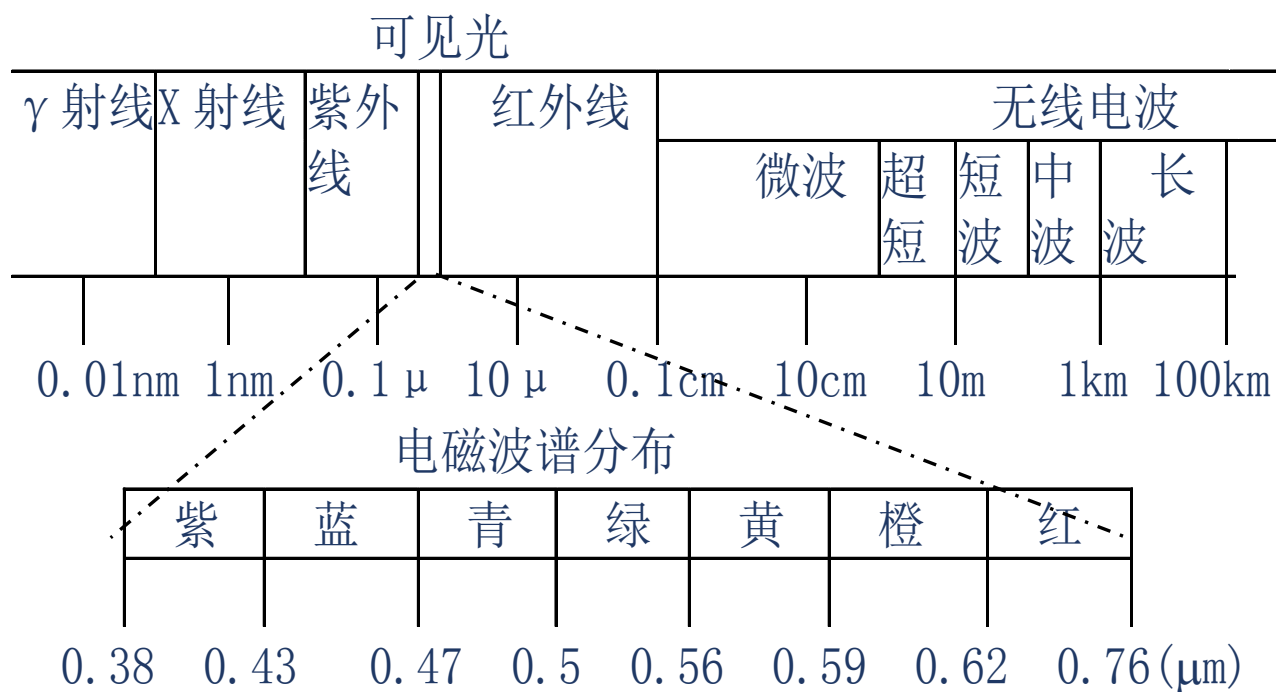 可见光
γ射线 X射线 紫外线 红外线 无线电波
微波 超短 短波 中波 长波
0.01nm 1nm 0.1μ 10μ 0.1cm 10cm 10m 1km 100km
电磁波谱分布
紫 蓝 青 绿 黄 橙 红
0.38 0.43 0.47 0.5 0.56 0.59 0.62 0.76(μm)